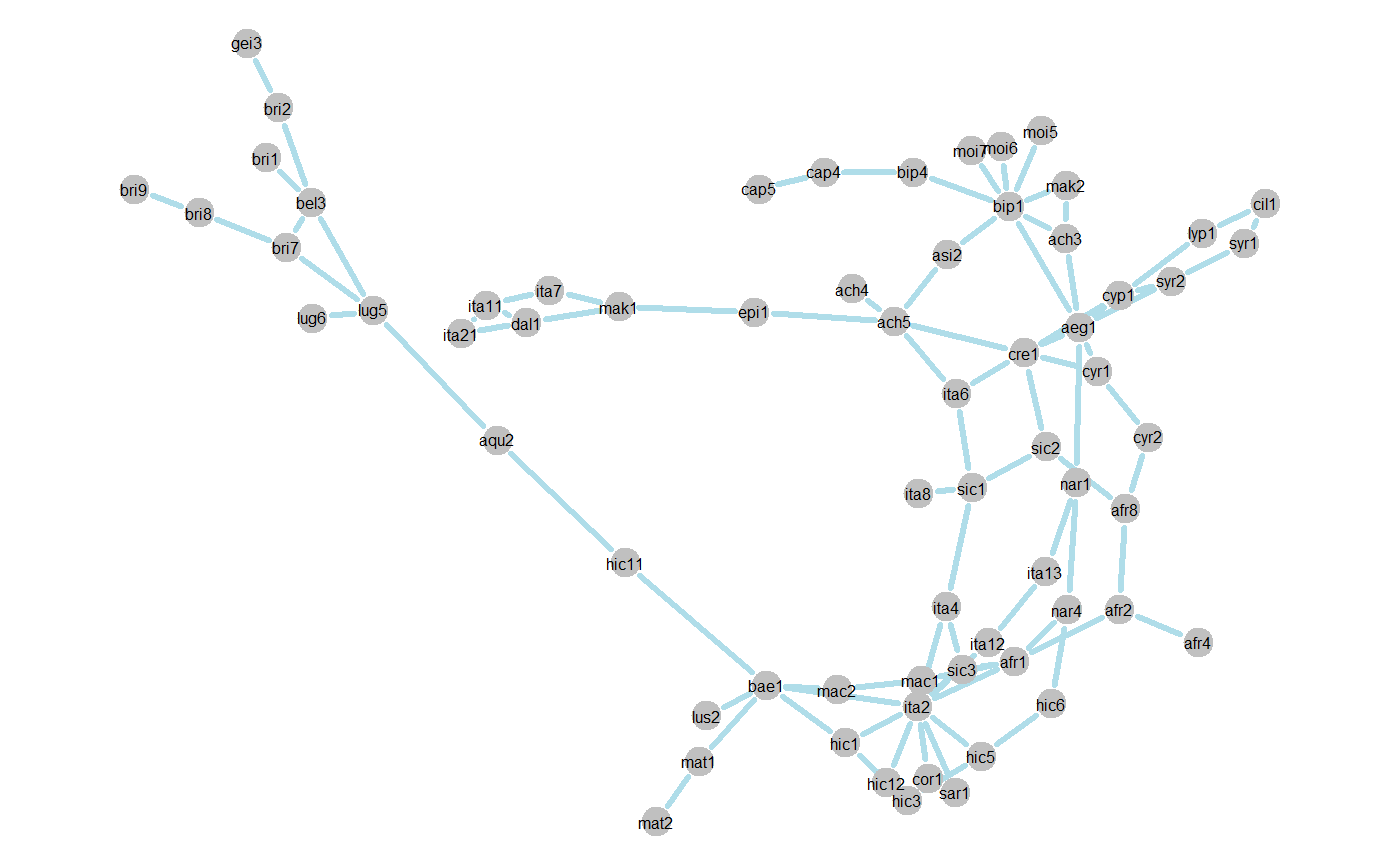 gei3
bri2
moi5
moi7
moi6
bri1
cap5
cap4
bip4
mak2
bri9
bri8
bel3
bip1
cil1
lyp1
bri7
asi2
ach3
syr1
ach4
syr2
ita7
cyp1
ita11
lug6
lug5
mak1
epi1
ita21
dal1
ach5
aeg1
cre1
cyr1
ita6
aqu2
sic2
cyr2
ita8
sic1
nar1
afr8
hic11
ita13
ita4
nar4
afr2
ita12
afr4
sic3
afr1
bae1
mac2
mac1
lus2
ita2
hic6
hic1
mat1
hic5
hic12
cor1
hic3
sar1
mat2